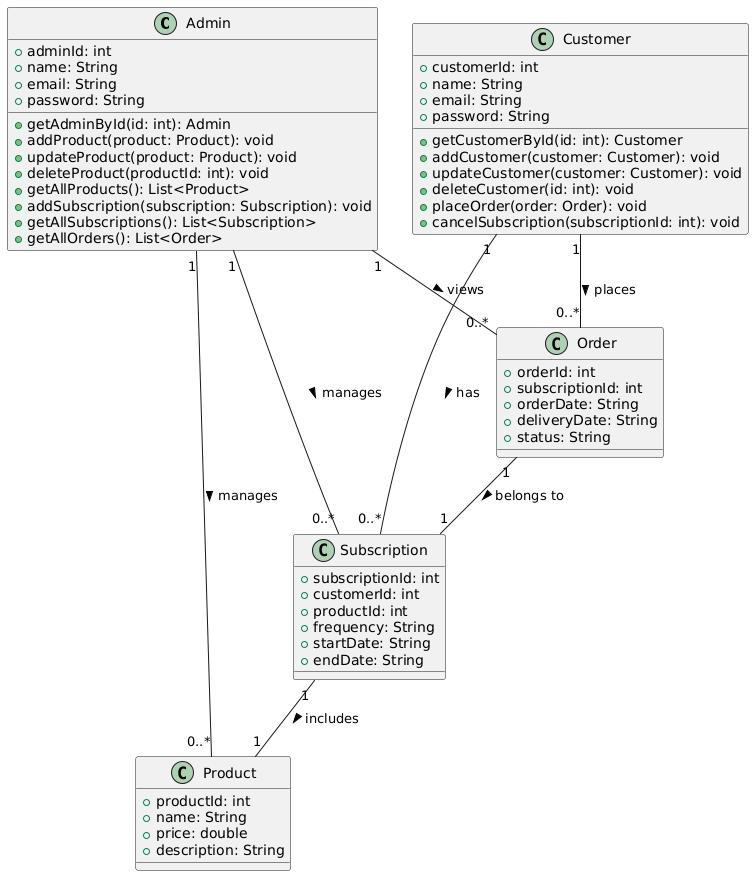 C Admin
adminId: int
name: String
email: String
password: String
getAdminById(id: int): Admin
addProduct(product: Product): void
updateProduct(product: Product): void
deleteProduct(productId: int): void
getAllProducts(): List<Product>
addSubscription(subscription: Subscription): void
getAllSubscriptions(): List<Subscription>
getAllOrders(): List<Order>
C Customer
customerId: int
name: String
email: String
password: String
getCustomerById(id: int): Customer
addCustomer(customer: Customer): void
updateCustomer(customer: Customer): void
deleteCustomer(id: int): void
placeOrder(order: Order): void
cancelSubscription(subscriptionId: int): void
1
1
1
1
1
views
places
0..*
0..*
C Order
orderId: int
subscriptionId: int
orderDate: String
deliveryDate: String
status: String
manages
has
manages
1
belongs to
0..*
0..*
1
C Subscription
subscriptionId: int
customerId: int
productId: int
frequency: String
startDate: String
endDate: String
1
includes
0..*
1
C Product
productId: int
name: String
price: double
description: String